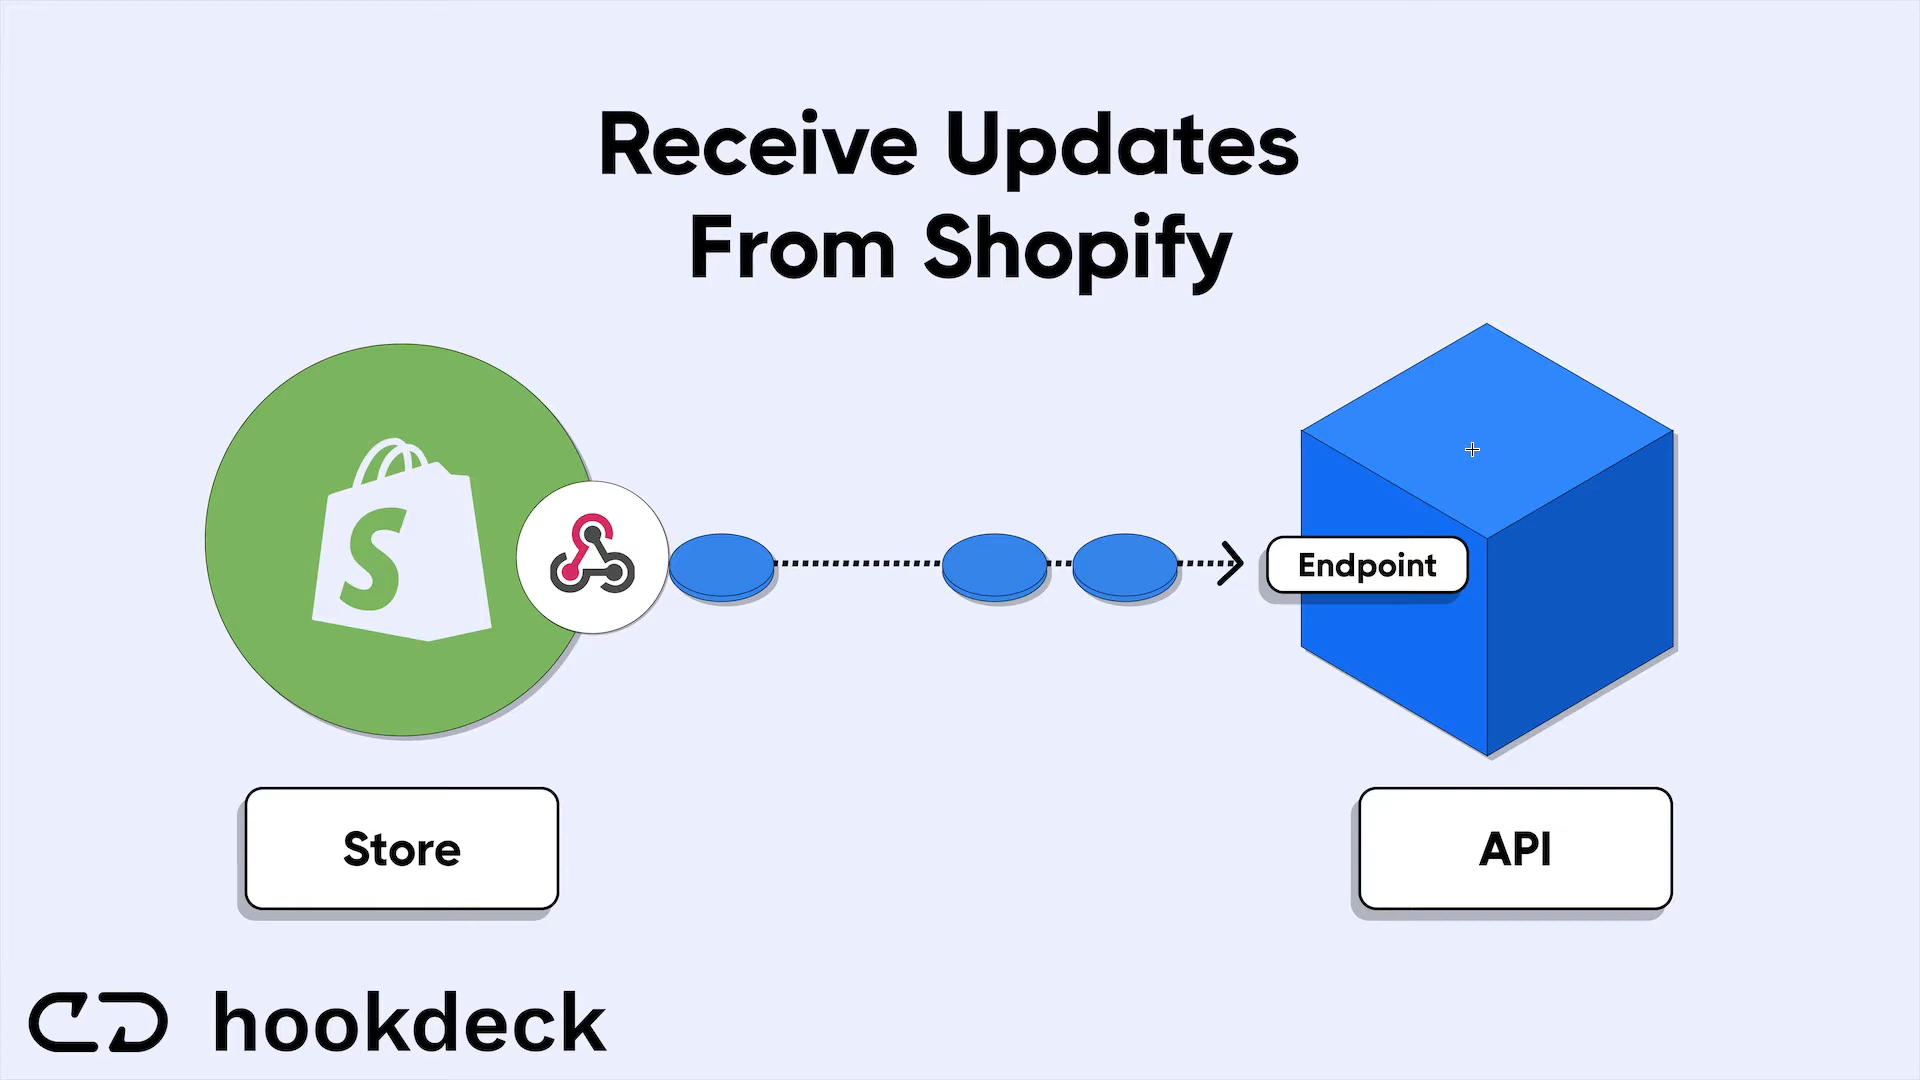 Receive Updates
From Shopify
S
Endpoint
Store
API
hookdeck